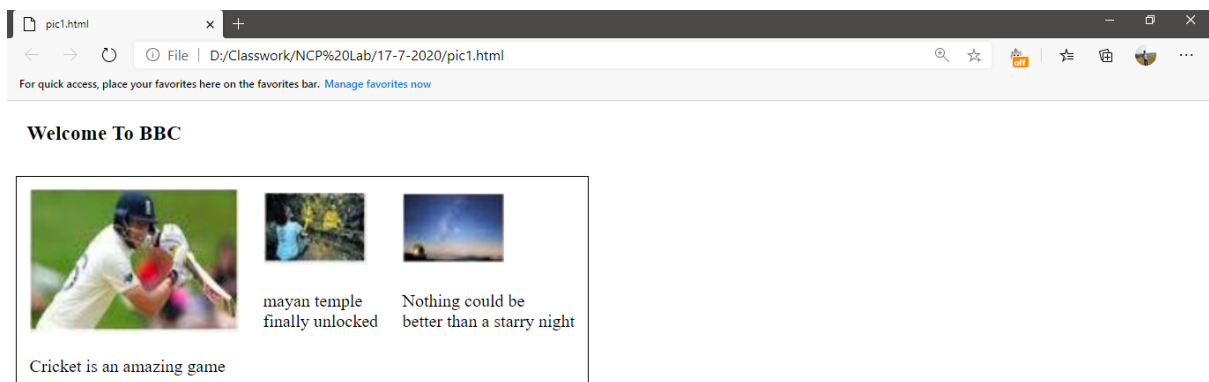 pic1.html
File | D:/Classwork/NCP%20Lab/17-7-2020/pic1.html
off
For quick access, place your favorites here on the favorites bar. Manage favorites now
Welcome To BBC
mayan temple
finally unlocked
Nothing could be
better than a starry night
Cricket is an amazing game